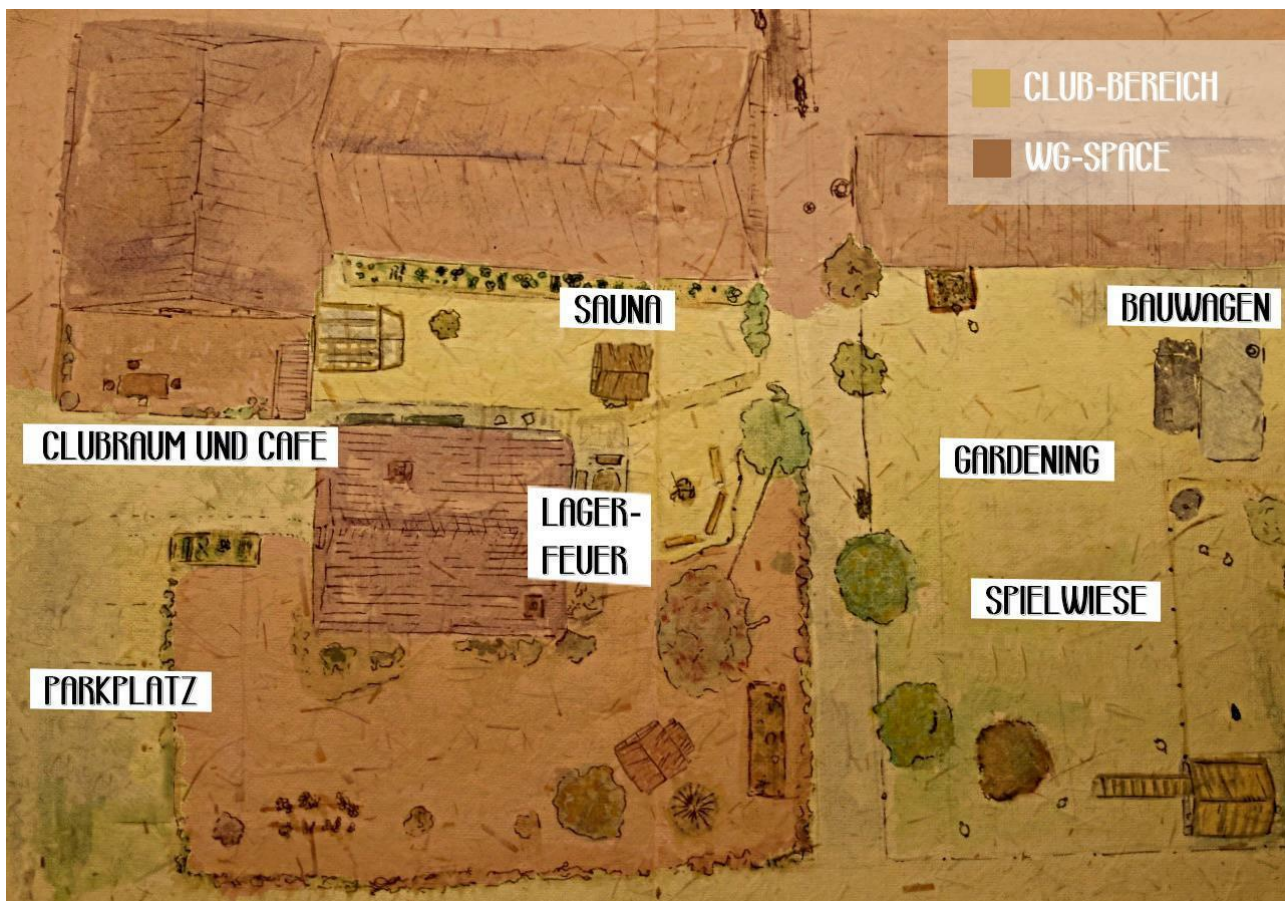 CLUB-BEREICH
WG-SPACE
SAUNA
BAUWAGEN
CLUBRAUM UND CAFE
GARDENING
LAGER-
FEUER
SPIELWIESE
PARKPLATZ